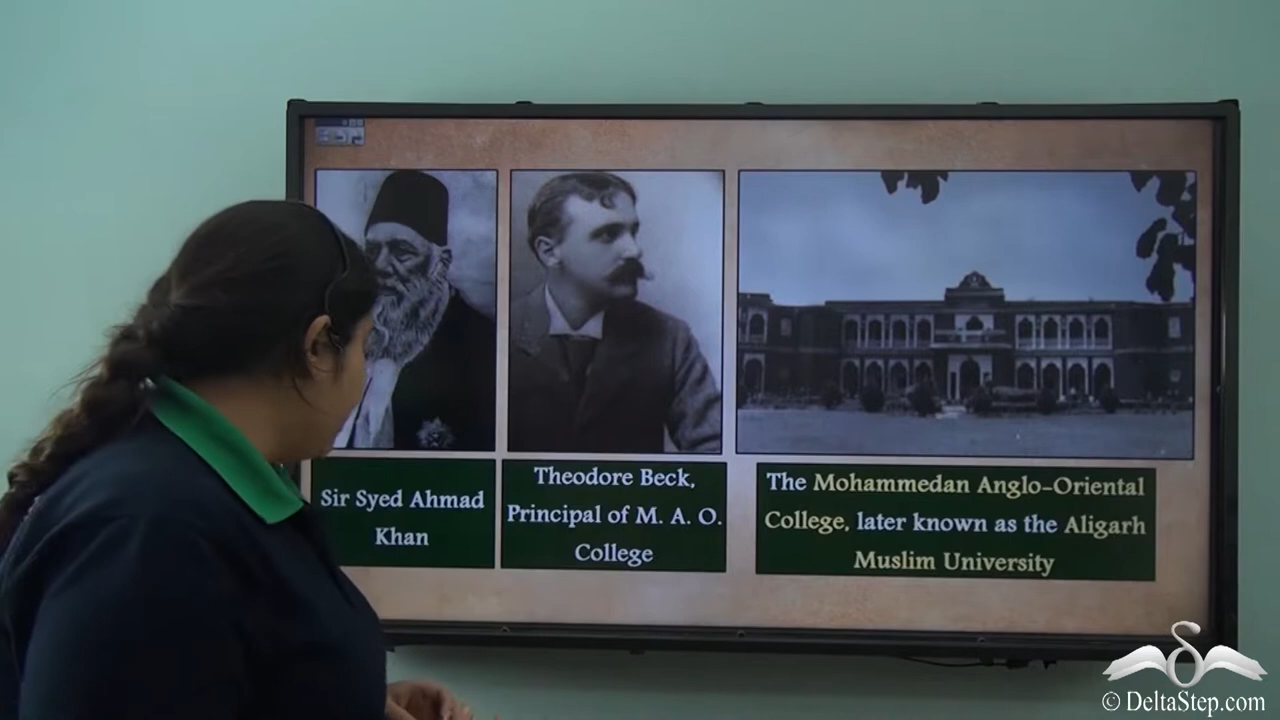 Sir Syed Ahmad
Khan
Theodore Beck,
Principal of M. A. O.
College
The Mohammedan Anglo-Oriental
College, later known as the Aligarh
Muslim University
© DeltaStep.com